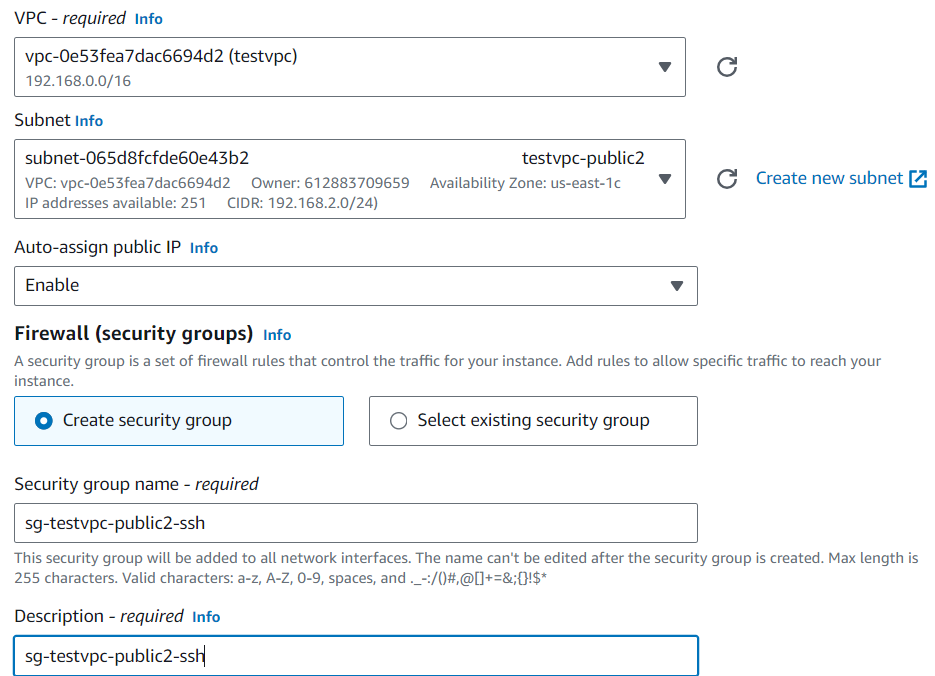 VPC - required Info
vpc-0e53fea7dac6694d2 (testvpc)
192.168.0.0/16
Subnet Info
subnet-065d8fcfde60e43b2 testvpc-public2
VPC: vpc-0e53fea7dac6694d2 Owner: 612883709659 Availability Zone: us-east-1c
IP addresses available: 251 CIDR: 192.168.2.0/24)
Create new subnet
Auto-assign public IP Info
Enable
Firewall (security groups) Info
A security group is a set of firewall rules that control the traffic for your instance. Add rules to allow specific traffic to reach your
instance.
Create security group
Select existing security group
Security group name - required
sg-testvpc-public2-ssh
This security group will be added to all network interfaces. The name can't be edited after the security group is created. Max length is
255 characters. Valid characters: a-z, A-Z, 0-9, spaces, and ._-:/()#,@[]+=&;{}!$*
Description - required Info
sg-testvpc-public2-ssh